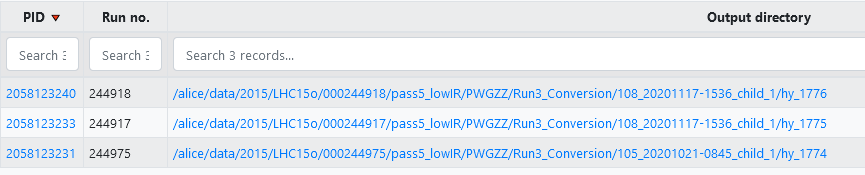 PID Run no. Output directory
Search 3 Search 3 Search 3 records...
2058123240 244918 /alice/data/2015/LHC15o/000244918/pass5_lowIR/PWGZZ/Run3_Conversion/108_20201117-1536_child_1/hy_1776
2058123233 244917 /alice/data/2015/LHC15o/000244917/pass5_lowIR/PWGZZ/Run3_Conversion/108_20201117-1536_child_1/hy_1775
2058123231 244975 /alice/data/2015/LHC15o/000244975/pass5_lowIR/PWGZZ/Run3_Conversion/105_20201021-0845_child_1/hy_1774